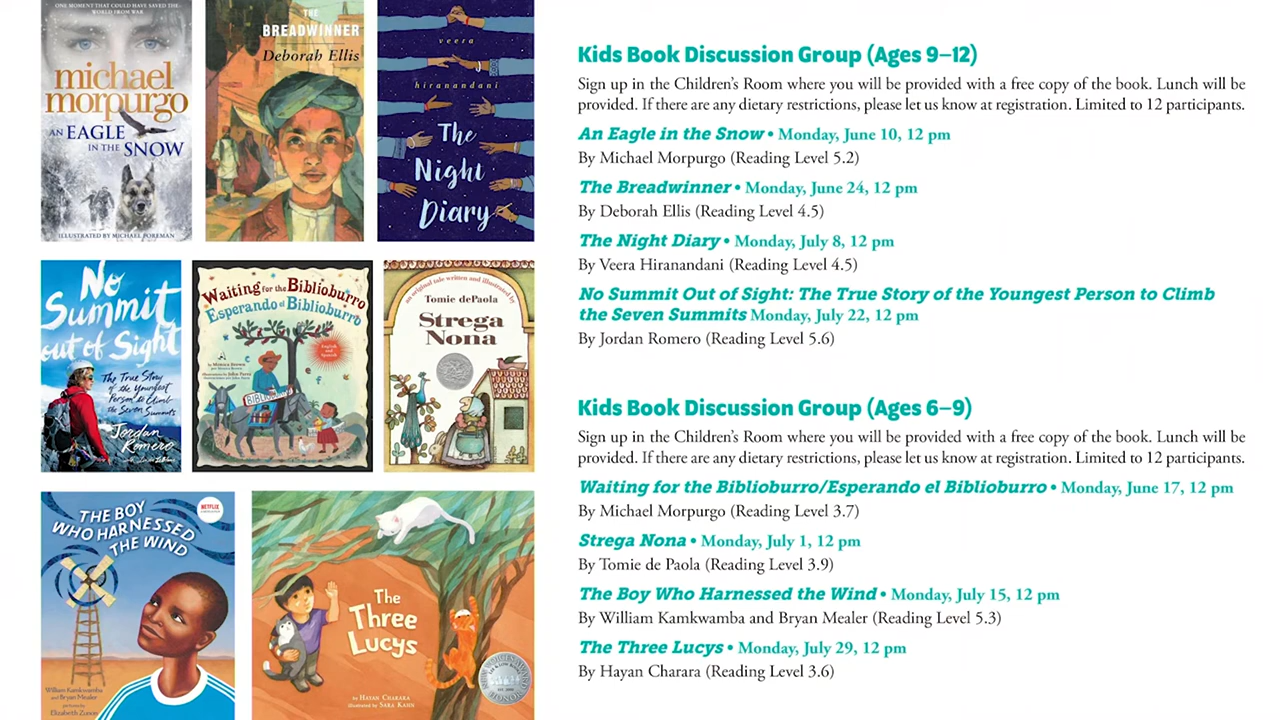 ONE MOMENT THAT COULD HAVE SAVED THE
WORLD FROM WAR
michael
morpurgo
AN EAGLE
IN THE SNOW
ILLUSTRATED BY MICHAEL FOREMAN
THE
BREADWINNER
Deborah Ellis
veera
hiranandani
The
Night
Diary
No
Summit
out of Sight
The True Story
of the Youngest
Person to Climb
the Seven Summits
Jordan
Romero
Waiting for the Biblioburro
Esperando el Biblioburro
English
and
Spanish
by MONICA BROWN
BIBLIOBURRO
an original tale written and illustrated by
Tomie dePaola
Strega
Nona
THE BOY
WHO HARNESSED
THE WIND
NETFLIX
William Kamkwamba
and Bryan Mealer
pictures by
Elizabeth Zunon
The
Three
Lucys
by HAYAN CHARARA
illustrated by SARA KAHN
HONOR
Kids Book Discussion Group (Ages 9–12)
Sign up in the Children's Room where you will be provided with a free copy of the book. Lunch will be
provided. If there are any dietary restrictions, please let us know at registration. Limited to 12 participants.
An Eagle in the Snow • Monday, June 10, 12 pm
By Michael Morpurgo (Reading Level 5.2)
The Breadwinner • Monday, June 24, 12 pm
By Deborah Ellis (Reading Level 4.5)
The Night Diary • Monday, July 8, 12 pm
By Veera Hiranandani (Reading Level 4.5)
No Summit Out of Sight: The True Story of the Youngest Person to Climb
the Seven Summits Monday, July 22, 12 pm
By Jordan Romero (Reading Level 5.6)
Kids Book Discussion Group (Ages 6–9)
Sign up in the Children's Room where you will be provided with a free copy of the book. Lunch will be
provided. If there are any dietary restrictions, please let us know at registration. Limited to 12 participants.
Waiting for the Biblioburro/Esperando el Biblioburro • Monday, June 17, 12 pm
By Michael Morpurgo (Reading Level 3.7)
Strega Nona • Monday, July 1, 12 pm
By Tomie de Paola (Reading Level 3.9)
The Boy Who Harnessed the Wind • Monday, July 15, 12 pm
By William Kamkwamba and Bryan Mealer (Reading Level 5.3)
The Three Lucys • Monday, July 29, 12 pm
By Hayan Charara (Reading Level 3.6)